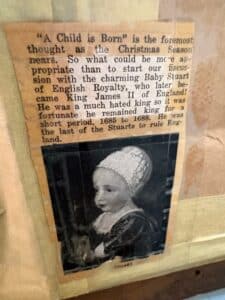 "A Child is Born" is the foremost
thought as the Christmas Season
nears. So what could be more ap-
propriate than to start our discus-
sion with the charming Baby Stuart
of English Royalty, who later be-
came King James II of England!
He was a much hated king so it was
fortunate he remained king for a
short period, 1685 to 1688. He was
the last of the Stuarts to rule Eng-
land.
STUART